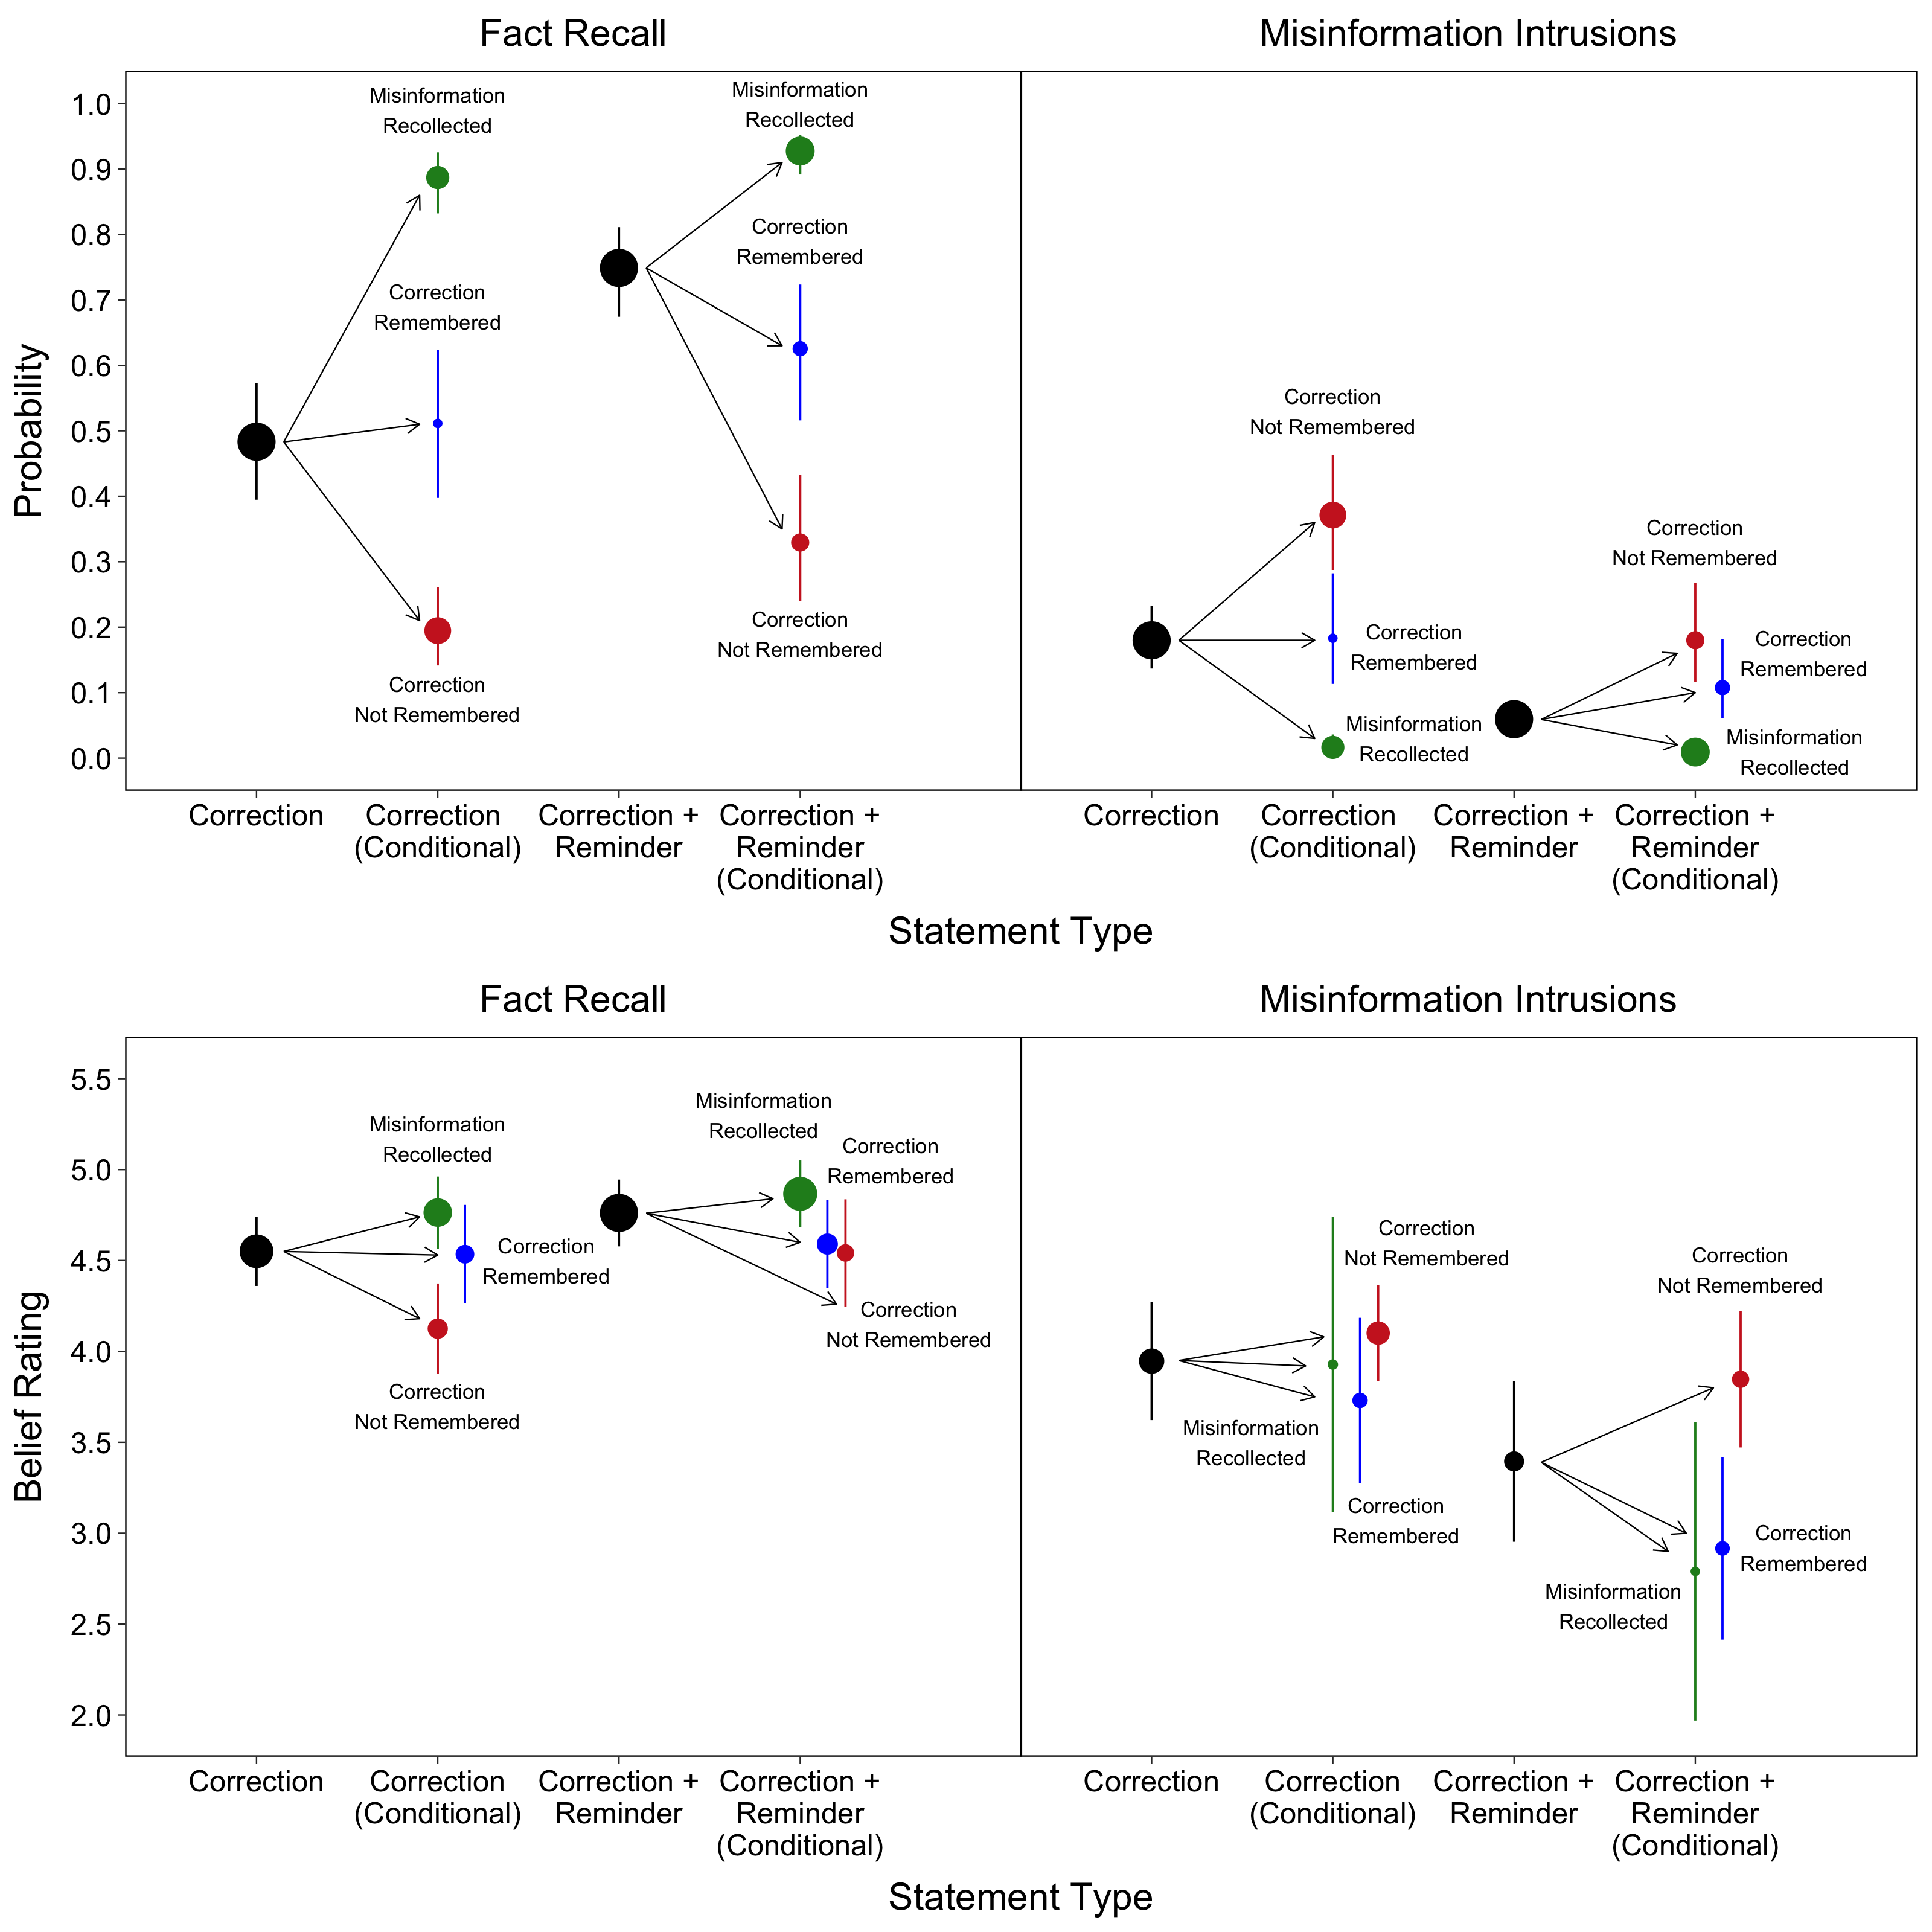 Fact Recall
Misinformation Intrusions
Probability
1.0
0.9
0.8
0.7
0.6
0.5
0.4
0.3
0.2
0.1
0.0
Misinformation
Recollected
Correction
Remembered
Correction
Not Remembered
Misinformation
Recollected
Correction
Remembered
Correction
Not Remembered
Correction
Not Remembered
Correction
Remembered
Misinformation
Recollected
Correction
Not Remembered
Correction
Remembered
Misinformation
Recollected
Correction
Correction
(Conditional)
Correction +
Reminder
Correction +
Reminder
(Conditional)
Correction
Correction
(Conditional)
Correction +
Reminder
Correction +
Reminder
(Conditional)
Statement Type
Fact Recall
Misinformation Intrusions
Belief Rating
5.5
5.0
4.5
4.0
3.5
3.0
2.5
2.0
Misinformation
Recollected
Correction
Remembered
Correction
Not Remembered
Misinformation
Recollected
Correction
Remembered
Correction
Not Remembered
Correction
Not Remembered
Misinformation
Recollected
Correction
Remembered
Correction
Not Remembered
Correction
Remembered
Misinformation
Recollected
Correction
Correction
(Conditional)
Correction +
Reminder
Correction +
Reminder
(Conditional)
Correction
Correction
(Conditional)
Correction +
Reminder
Correction +
Reminder
(Conditional)
Statement Type